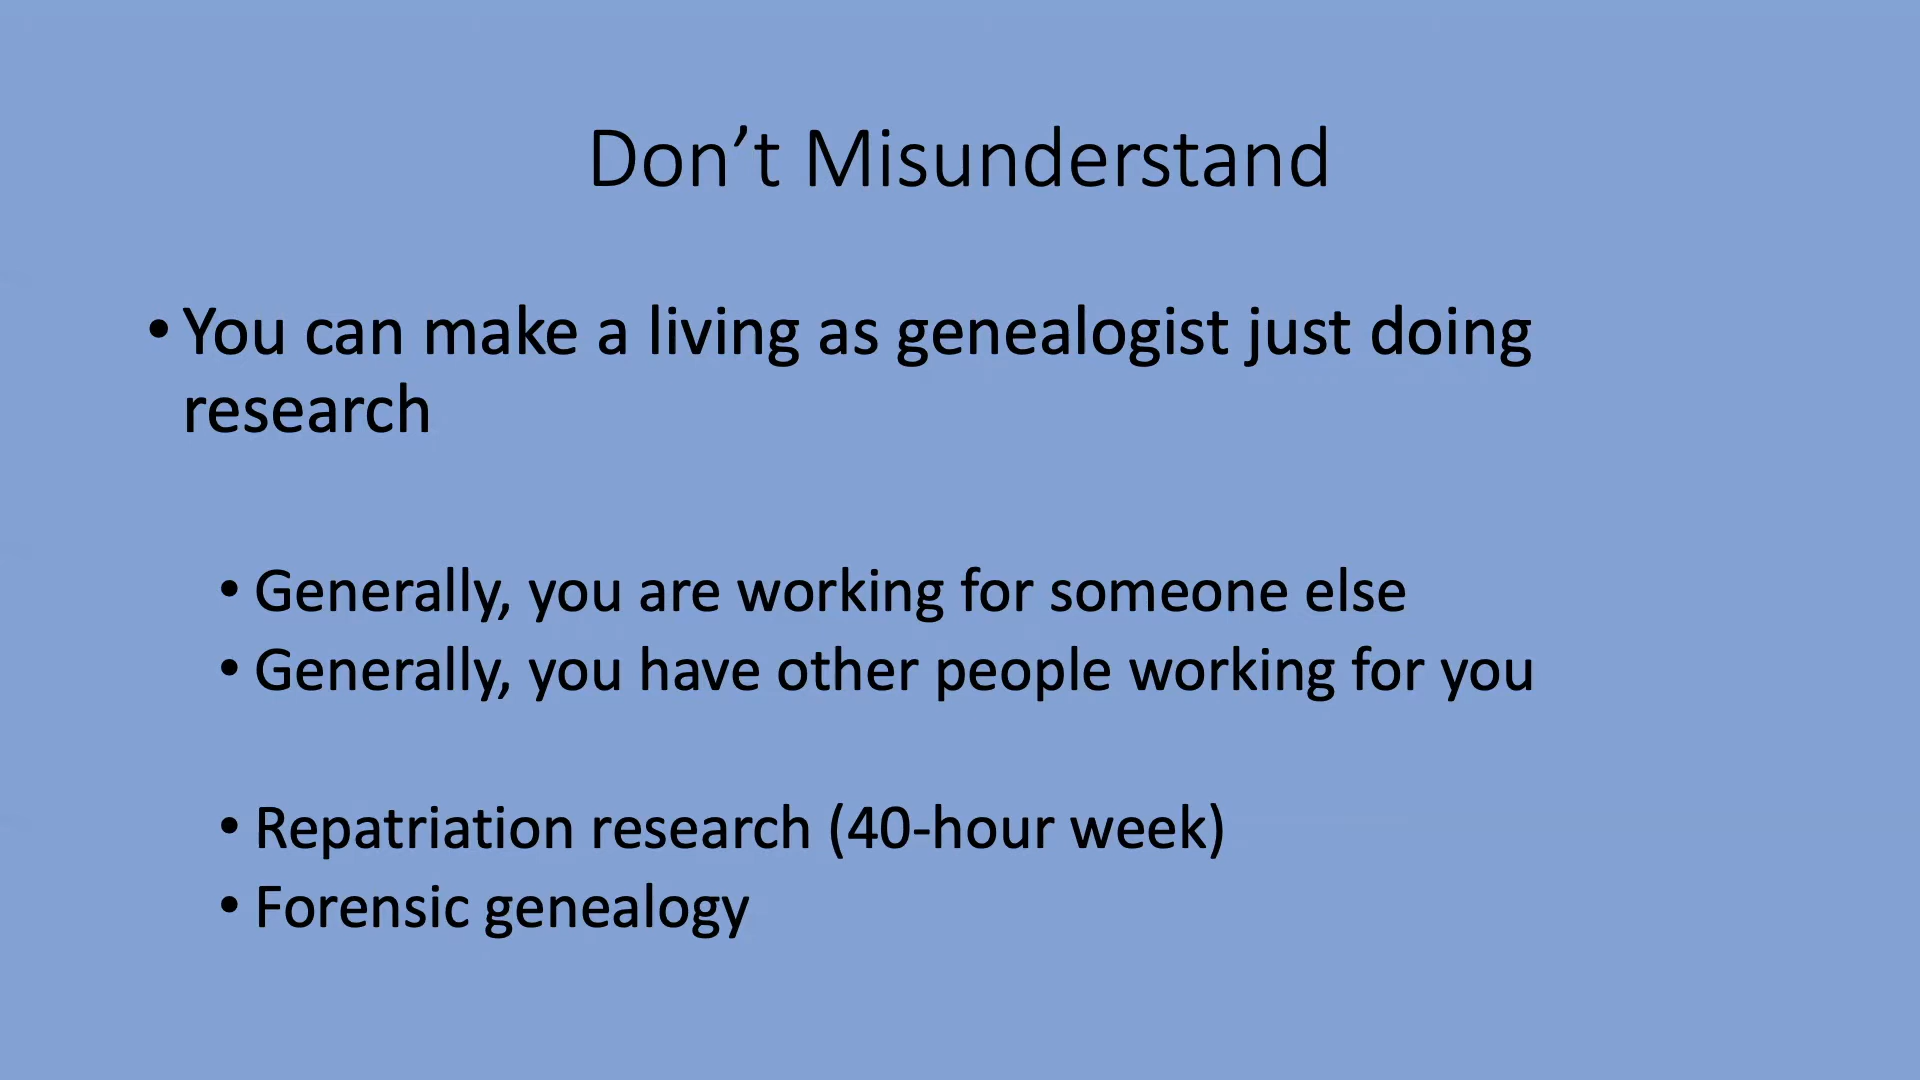 Don’t Misunderstand
• You can make a living as genealogist just doing
research
• Generally, you are working for someone else
• Generally, you have other people working for you
• Repatriation research (40-hour week)
• Forensic genealogy